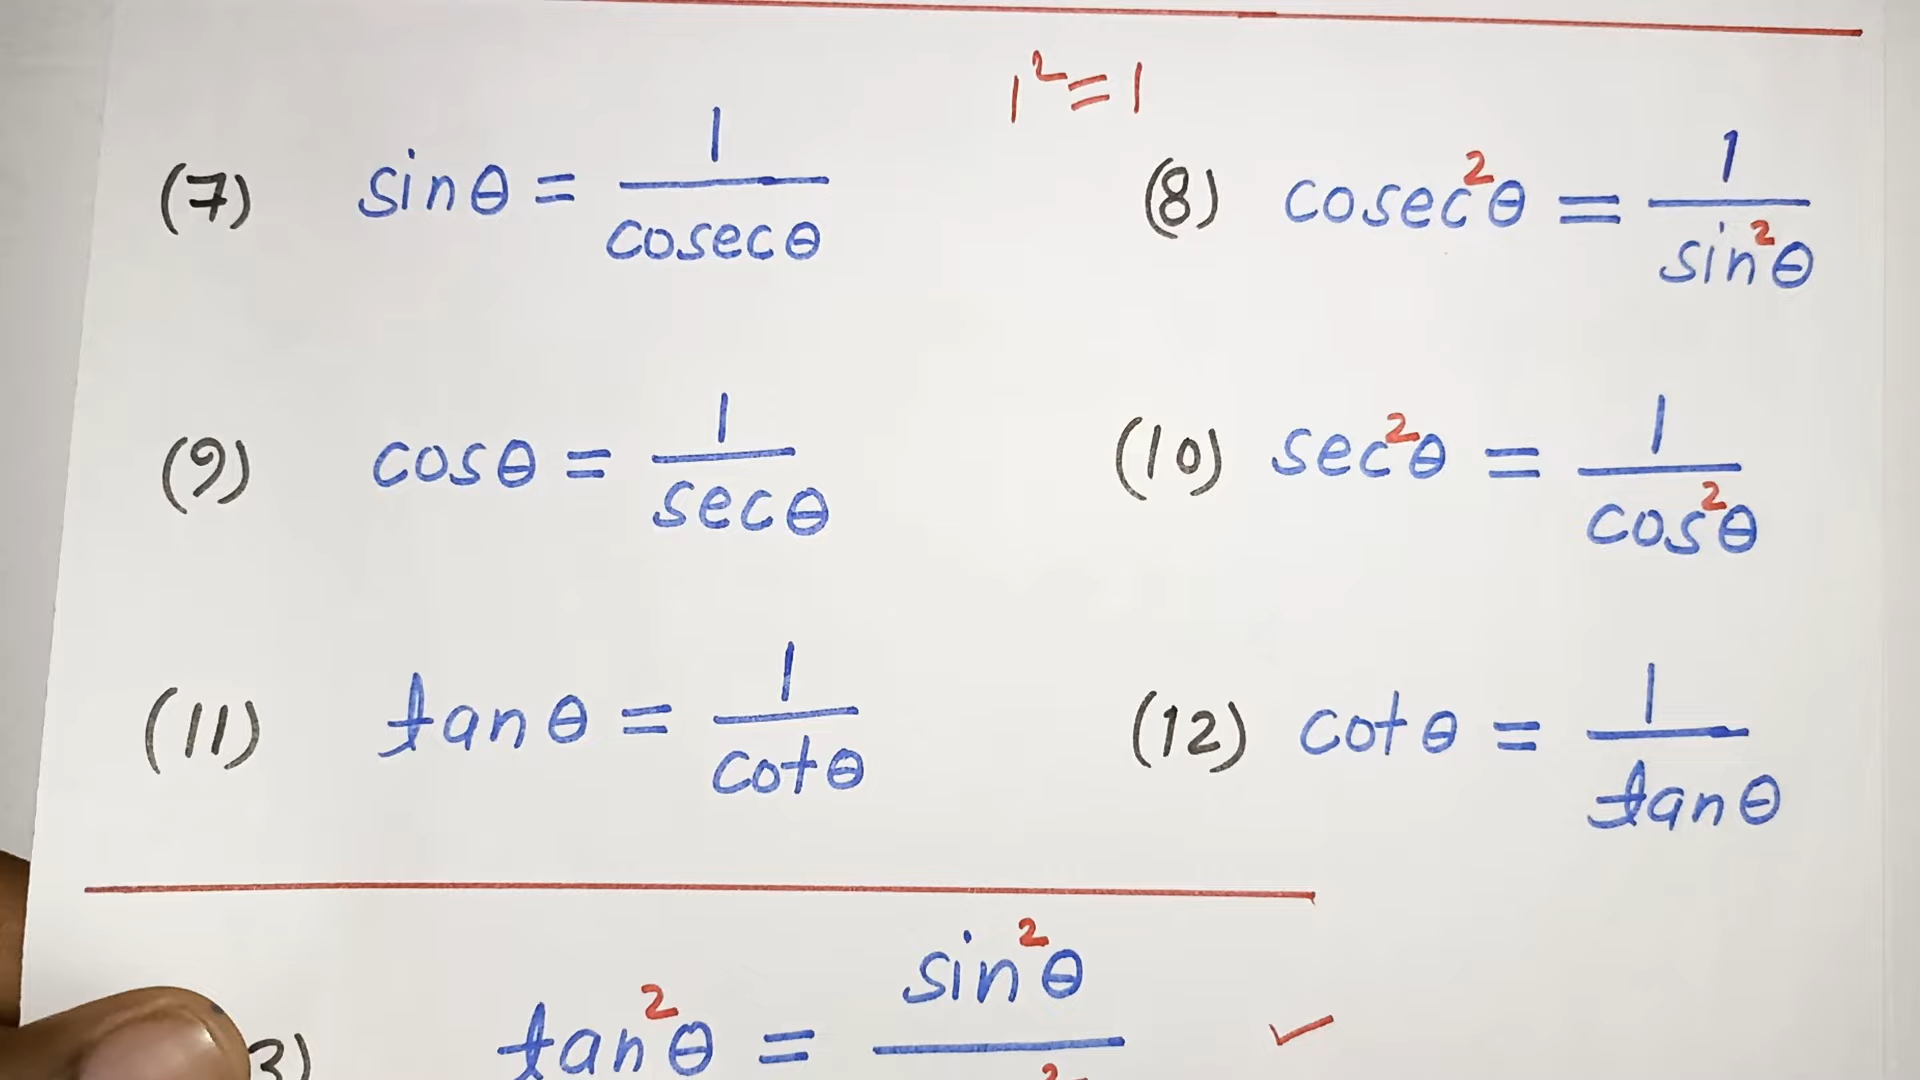 1² = 1
(7) sinθ = 1/cosecθ
(8) cosec²θ = 1/sin²θ
(9) cosθ = 1/secθ
(10) sec²θ = 1/cos²θ
(11) tanθ = 1/cotθ
(12) cotθ = 1/tanθ
3) tan²θ = sin²θ/ ✓